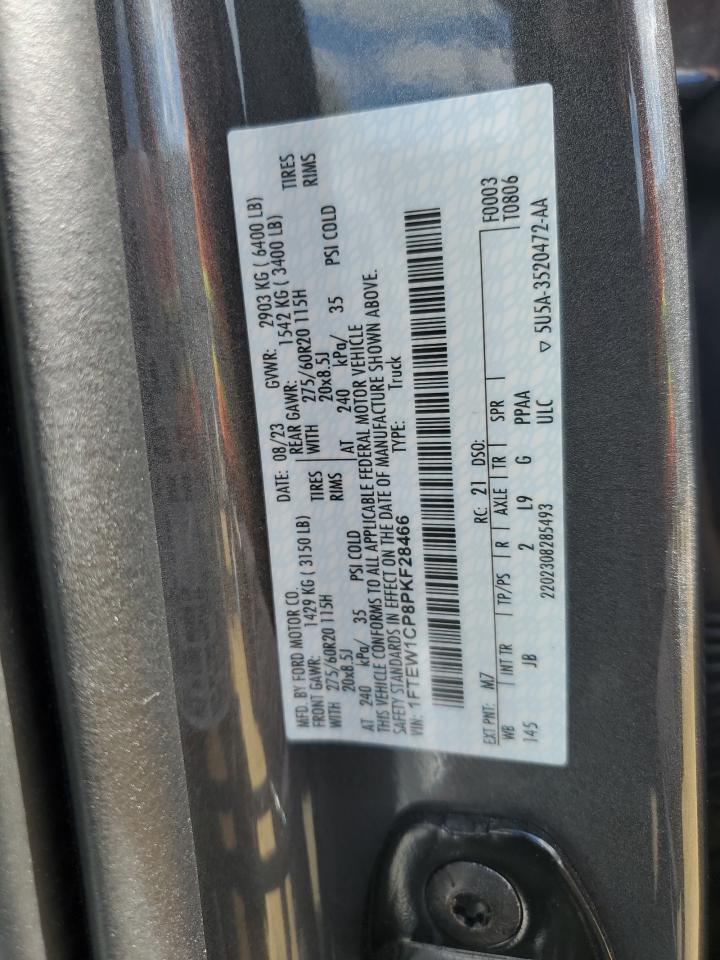 MFD. BY FORD MOTOR CO. DATE: 08/23 GVWR: 2903 KG ( 6400 LB)
FRONT GAWR: 1429 KG ( 3150 LB) REAR GAWR: 1542 KG ( 3400 LB)
WITH 275/60R20 115H TIRES WITH 275/60R20 115H TIRES
20x8.5J RIMS 20x8.5J RIMS
AT 240 kPa/ 35 PSI COLD AT 240 kPa/ 35 PSI COLD
THIS VEHICLE CONFORMS TO ALL APPLICABLE FEDERAL MOTOR VEHICLE
SAFETY STANDARDS IN EFFECT ON THE DATE OF MANUFACTURE SHOWN ABOVE.
VIN: 1FTEW1CP8PKF28466 TYPE: Truck
EXT PNT: M7 RC: 21 DSO: F0003
WB INT TR TP/PS R AXLE TR SPR T0806
145 JB 2 L9 G PPAA
2202308285493 ULC ▽ 5U5A-3520472-AA